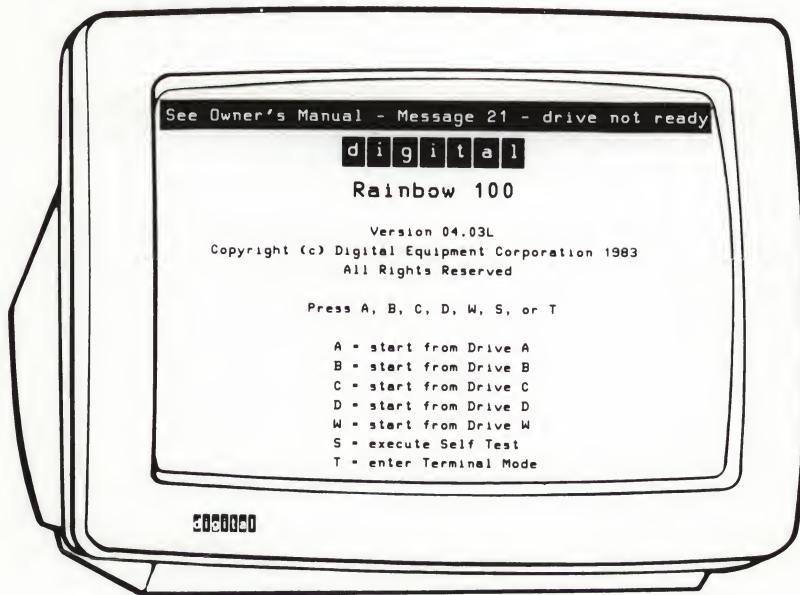 See Owner's Manual - Message 21 - drive not ready
digital
Rainbow 100
Version 04.03L
Copyright (c) Digital Equipment Corporation 1983
All Rights Reserved
Press A, B, C, D, W, S, or T
A = start from Drive A
B = start from Drive B
C = start from Drive C
D = start from Drive D
W = start from Drive W
S = execute Self Test
T = enter Terminal Mode
digital